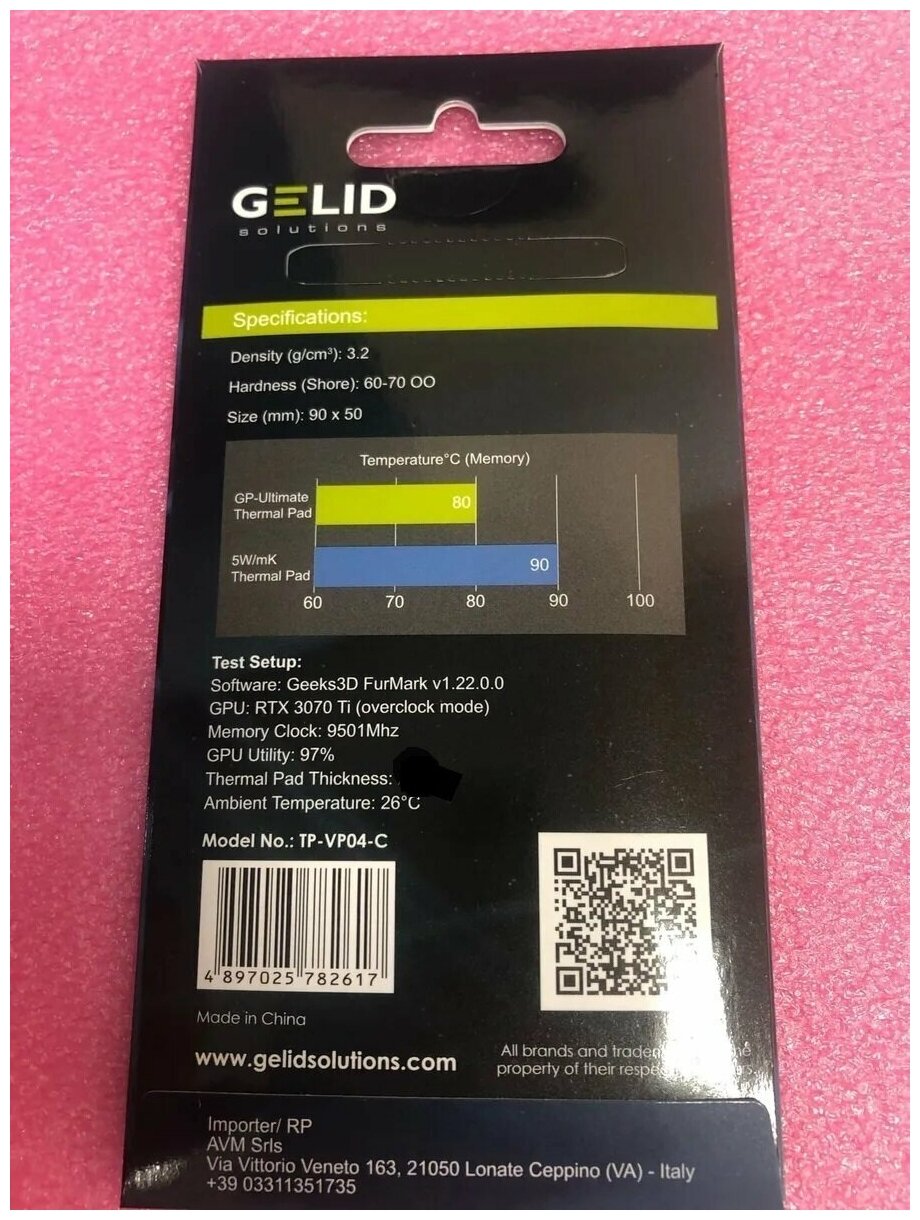 GELID
solutions
Specifications:
Density (g/cm³): 3.2
Hardness (Shore): 60-70 OO
Size (mm): 90 x 50
Temperature°C (Memory)
GP-Ultimate
Thermal Pad
80
5W/mK
Thermal Pad
90
60 70 80 90 100
Test Setup:
Software: Geeks3D FurMark v1.22.0.0
GPU: RTX 3070 Ti (overclock mode)
Memory Clock: 9501Mhz
GPU Utility: 97%
Thermal Pad Thickness:
Ambient Temperature: 26°C
Model No.: TP-VP04-C
4 897025 782617
Made in China
www.gelidsolutions.com
All brands and
property of their
Importer/ RP
AVM Srls
Via Vittorio Veneto 163, 21050 Lonate Ceppino (VA) - Italy
+39 03311351735